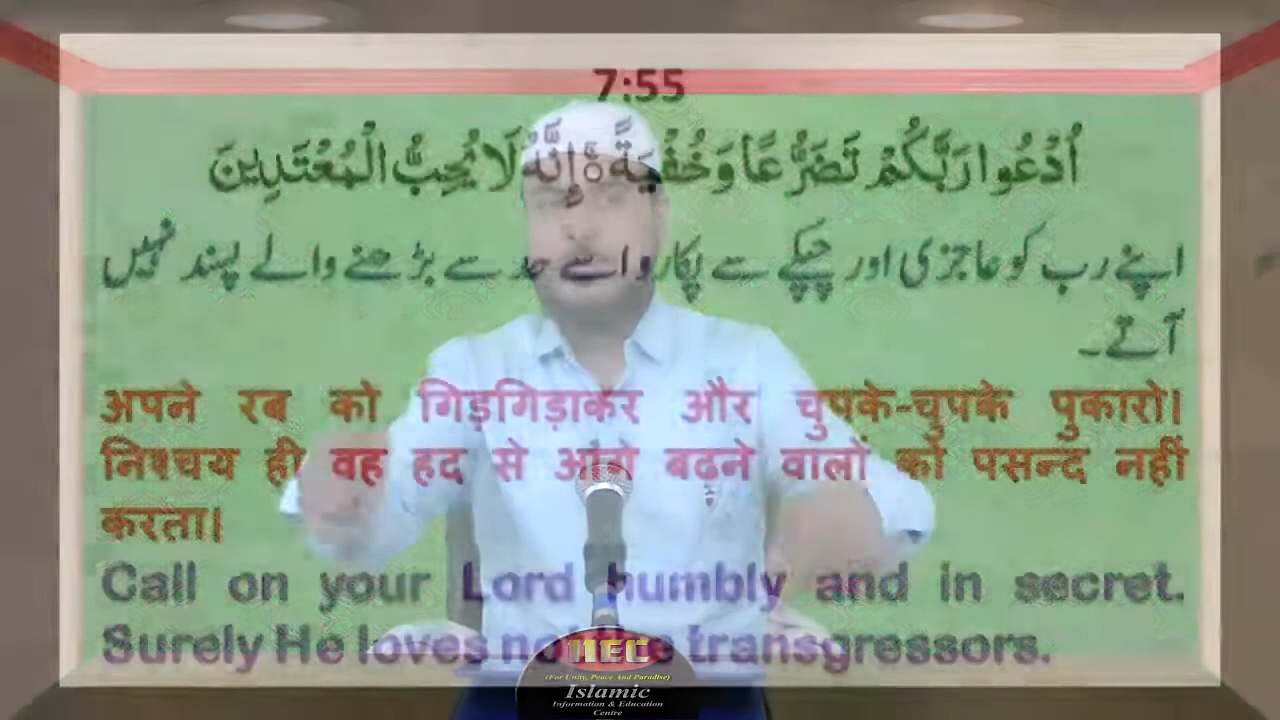 7:55
اُدْعُوا رَبَّكُمْ تَضَرُّعًا وَخُفْيَةً ۚ إِنَّهُ لَا يُحِبُّ الْمُعْتَدِينَ
اپنے رب کو عاجزی اور چپکے سے پکارو اسے حد سے بڑھنے والے پسند نہیں
آتے۔
अपने रब को गिड़गिड़ाकर और चुपके-चुपके पुकारो।
निश्चय ही वह हद से आगे बढने वालों को पसन्द नहीं
करता।
Call on your Lord humbly and in secret.
Surely He loves not the transgressors.
IIEC
(For Unity, Peace And Paradise)
Islamic
Information & Education
Centre